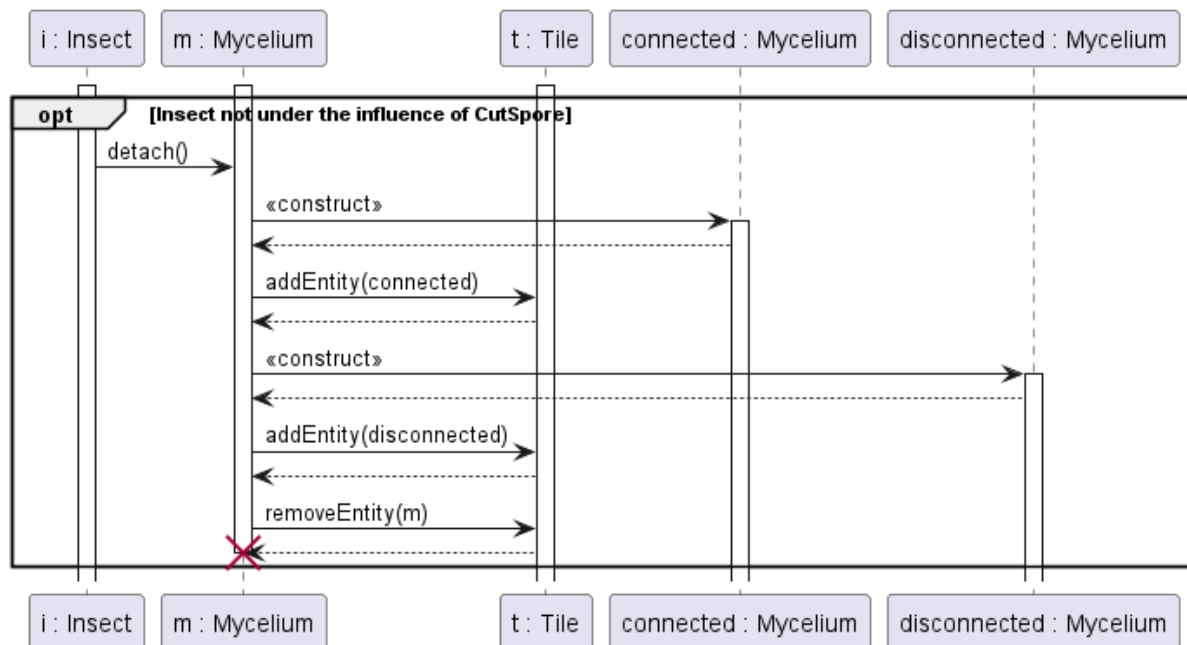 i : Insect
m : Mycelium
t : Tile
connected : Mycelium
disconnected : Mycelium
opt
[Insect not under the influence of CutSpore]
detach()
«construct»
addEntity(connected)
«construct»
addEntity(disconnected)
removeEntity(m)
i : Insect
m : Mycelium
t : Tile
connected : Mycelium
disconnected : Mycelium